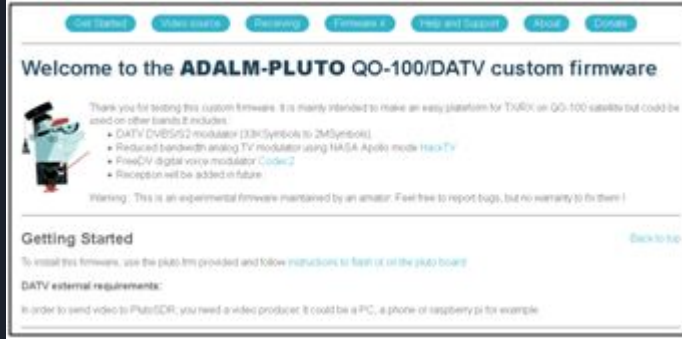 Get Started Video source Receiving Firmware Help and Support About Donate
Welcome to the ADALM-PLUTO QO-100/DATV custom firmware
Thank you for testing this custom firmware. It is mainly intended to make an easy plateform for TX/RX on QO-100 satellite but could be
used on other bands. It includes:
DATV DVBS/S2 modulator (33KSymbols to 2MSymbols)
Reduced bandwidth analog TV modulator using NASA Apollo mode HackTV
FreeDV digital voice modulator Codec2
Reception will be added in future
Warning : This is an experimental firmware maintained by an amator. Feel free to report bugs, but no warranty to fix them !
Getting Started
Back to top
To install this firmware, use the pluto.frm provided and follow instructions to flash it on the pluto board
DATV external requirements:
In order to send video to PlutoSDR, you need a video producer. It could be a PC, a phone or raspberry pi for example.